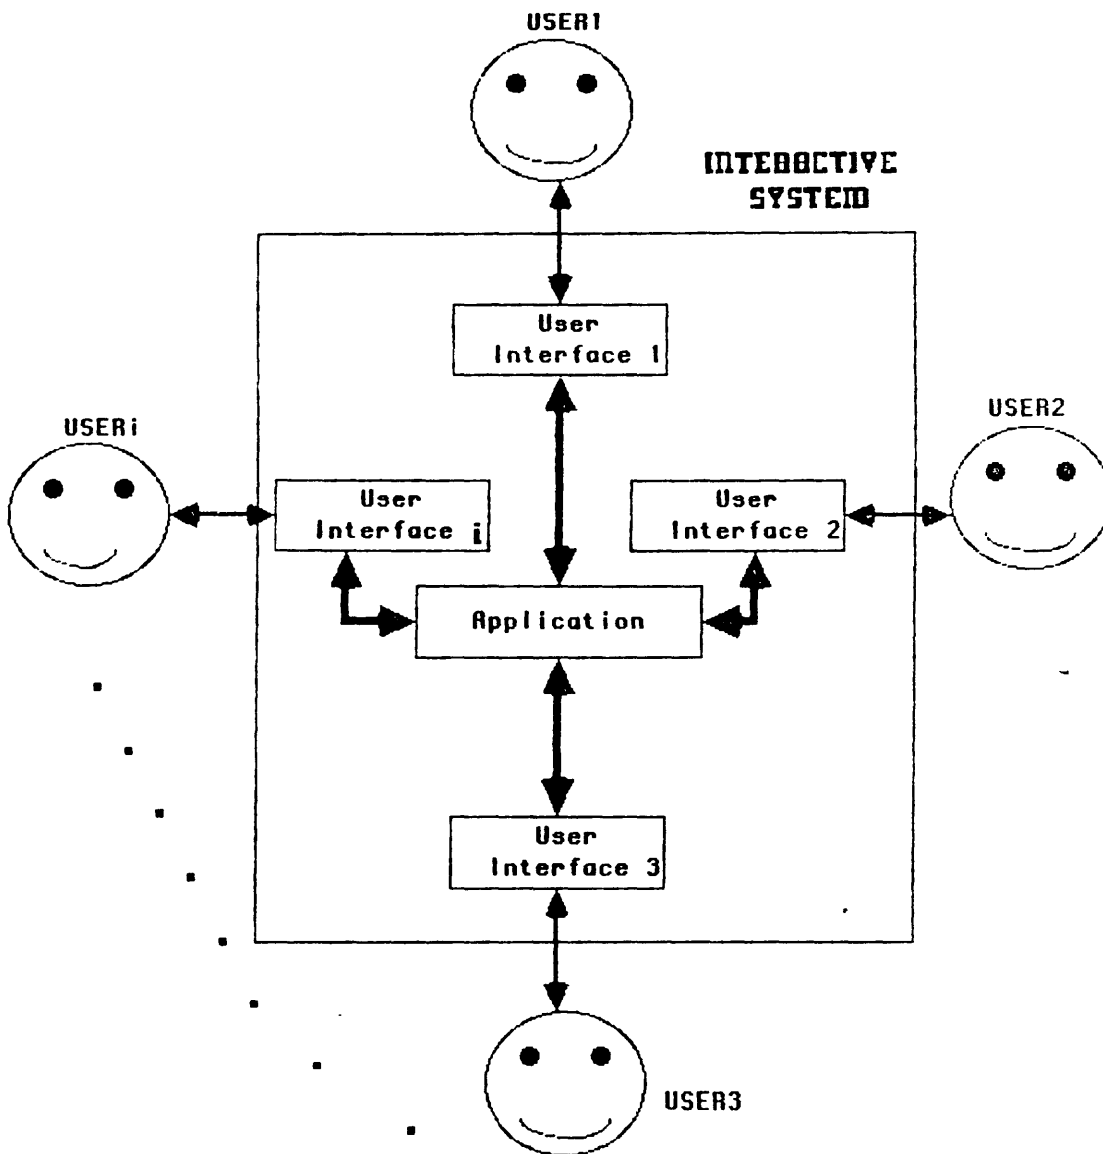 USER1
INTERACTIVE
SYSTEM
User
Interface 1
USERi
USER2
User
Interface i
User
Interface 2
Application
User
Interface 3
USER3